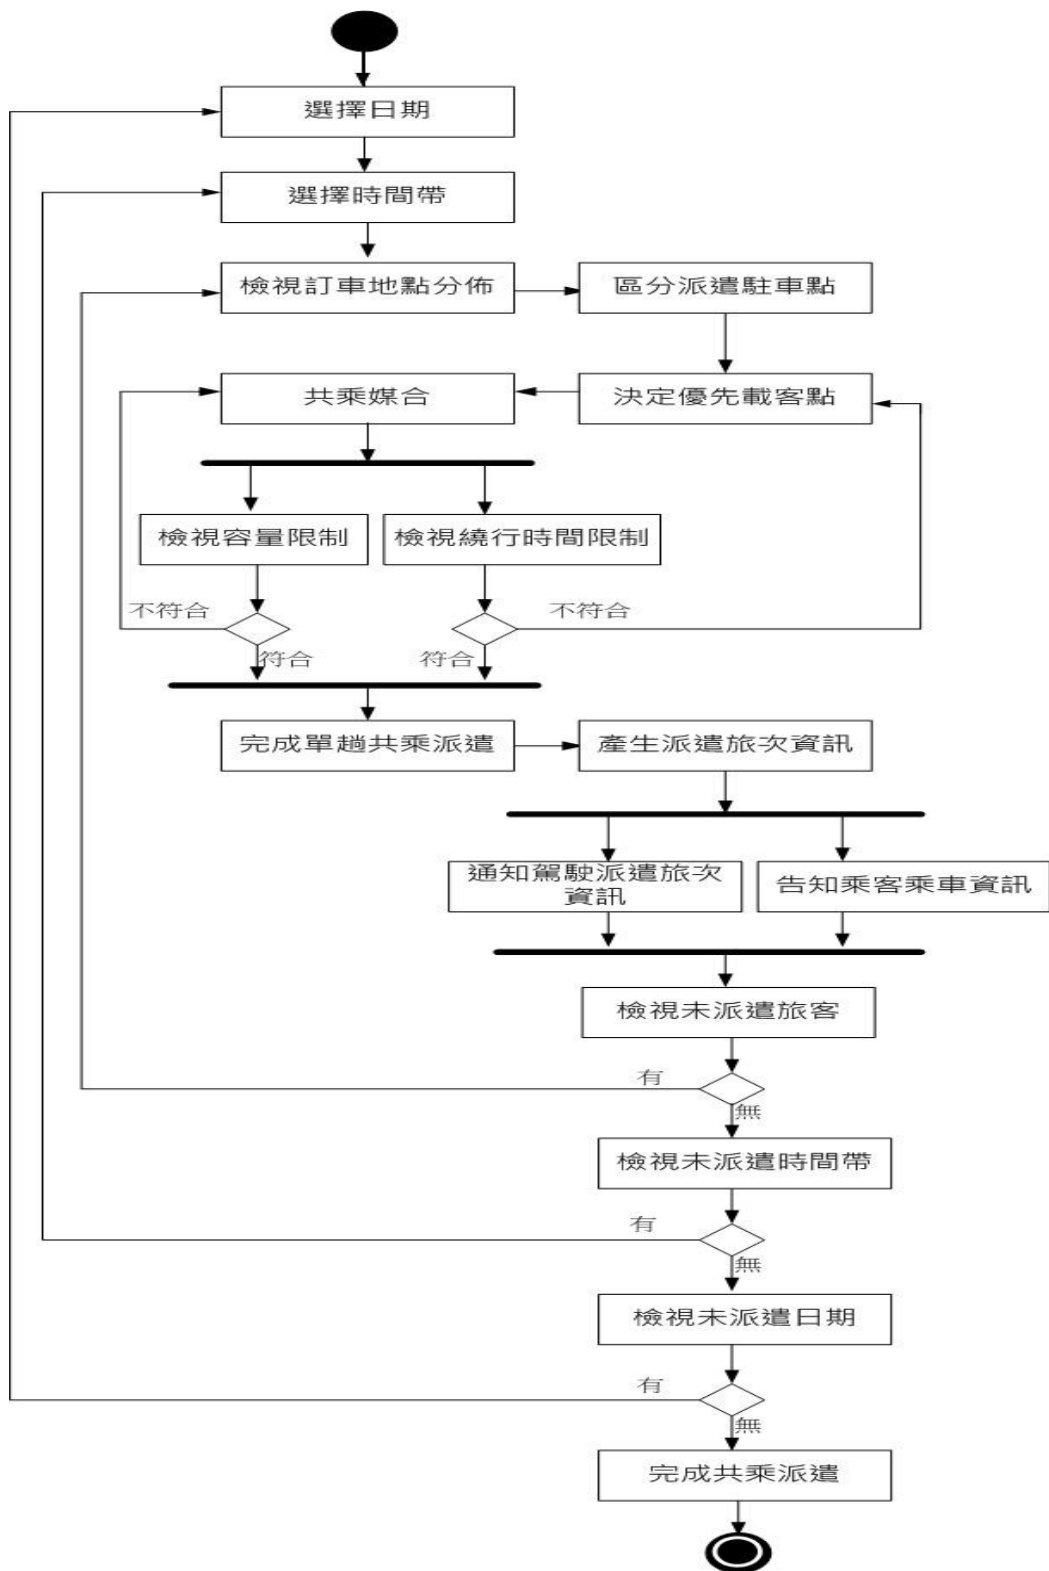 選擇日期
選擇時間帶
檢視訂車地點分佈
區分派遣駐車點
共乘媒合
決定優先載客點
檢視容量限制
檢視繞行時間限制
不符合
不符合
符合
符合
完成單趟共乘派遣
產生派遣旅次資訊
通知駕駛派遣旅次
資訊
告知乘客乘車資訊
檢視未派遣旅客
有
無
檢視未派遣時間帶
有
無
檢視未派遣日期
有
無
完成共乘派遣